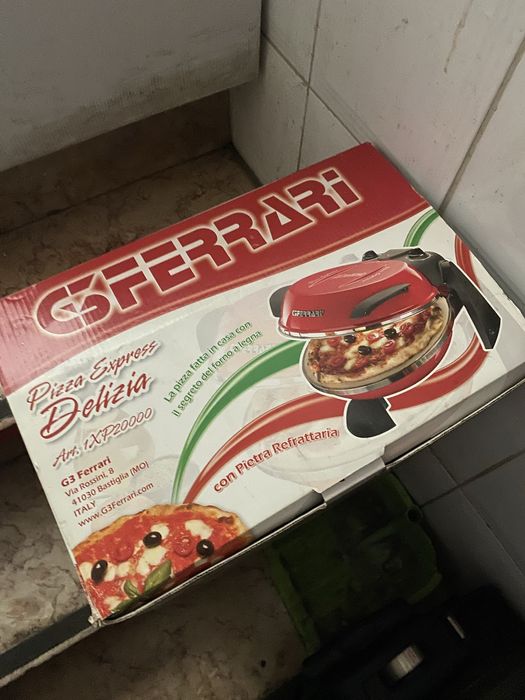 G3FERRARi
G3FERRARI
La pizza fatta in casa con
il segreto del forno a legna
Pizza Express
Delizia
Art. 1XP20000
con Pietra Refrattaria
G3 Ferrari
Via Rossini, 8
41030 Bastiglia (MO)
ITALY
www.G3Ferrari.com